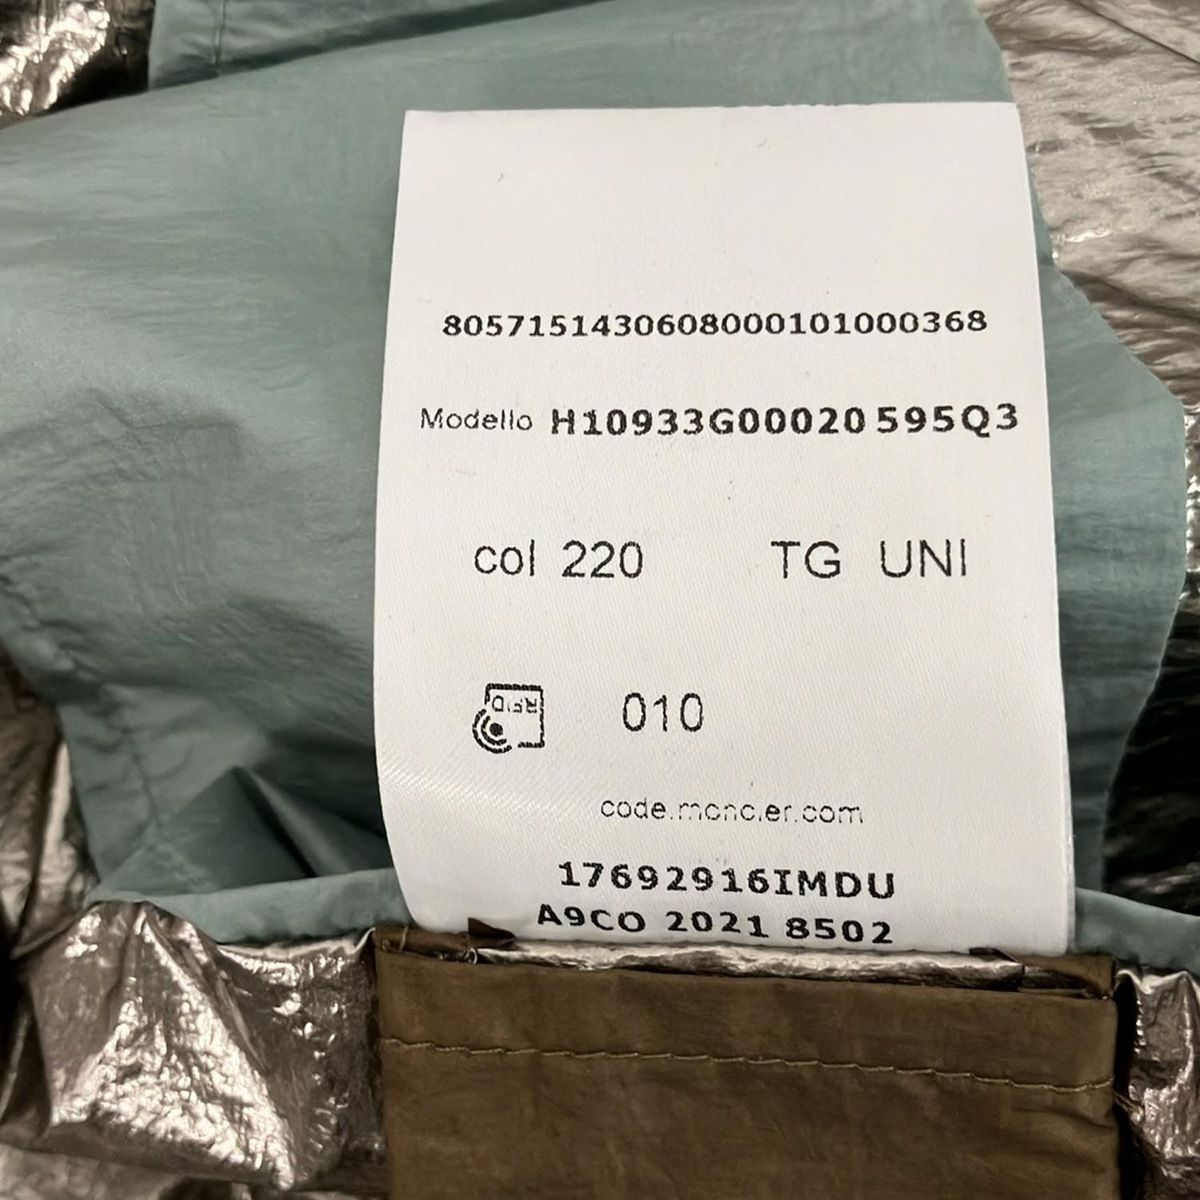 8057151430608000101000368
Modello H10933G00020 595Q3
col 220 TG UNI
RFID 010
code.moncler.com
17692916IMDU
A9CO 2021 8502